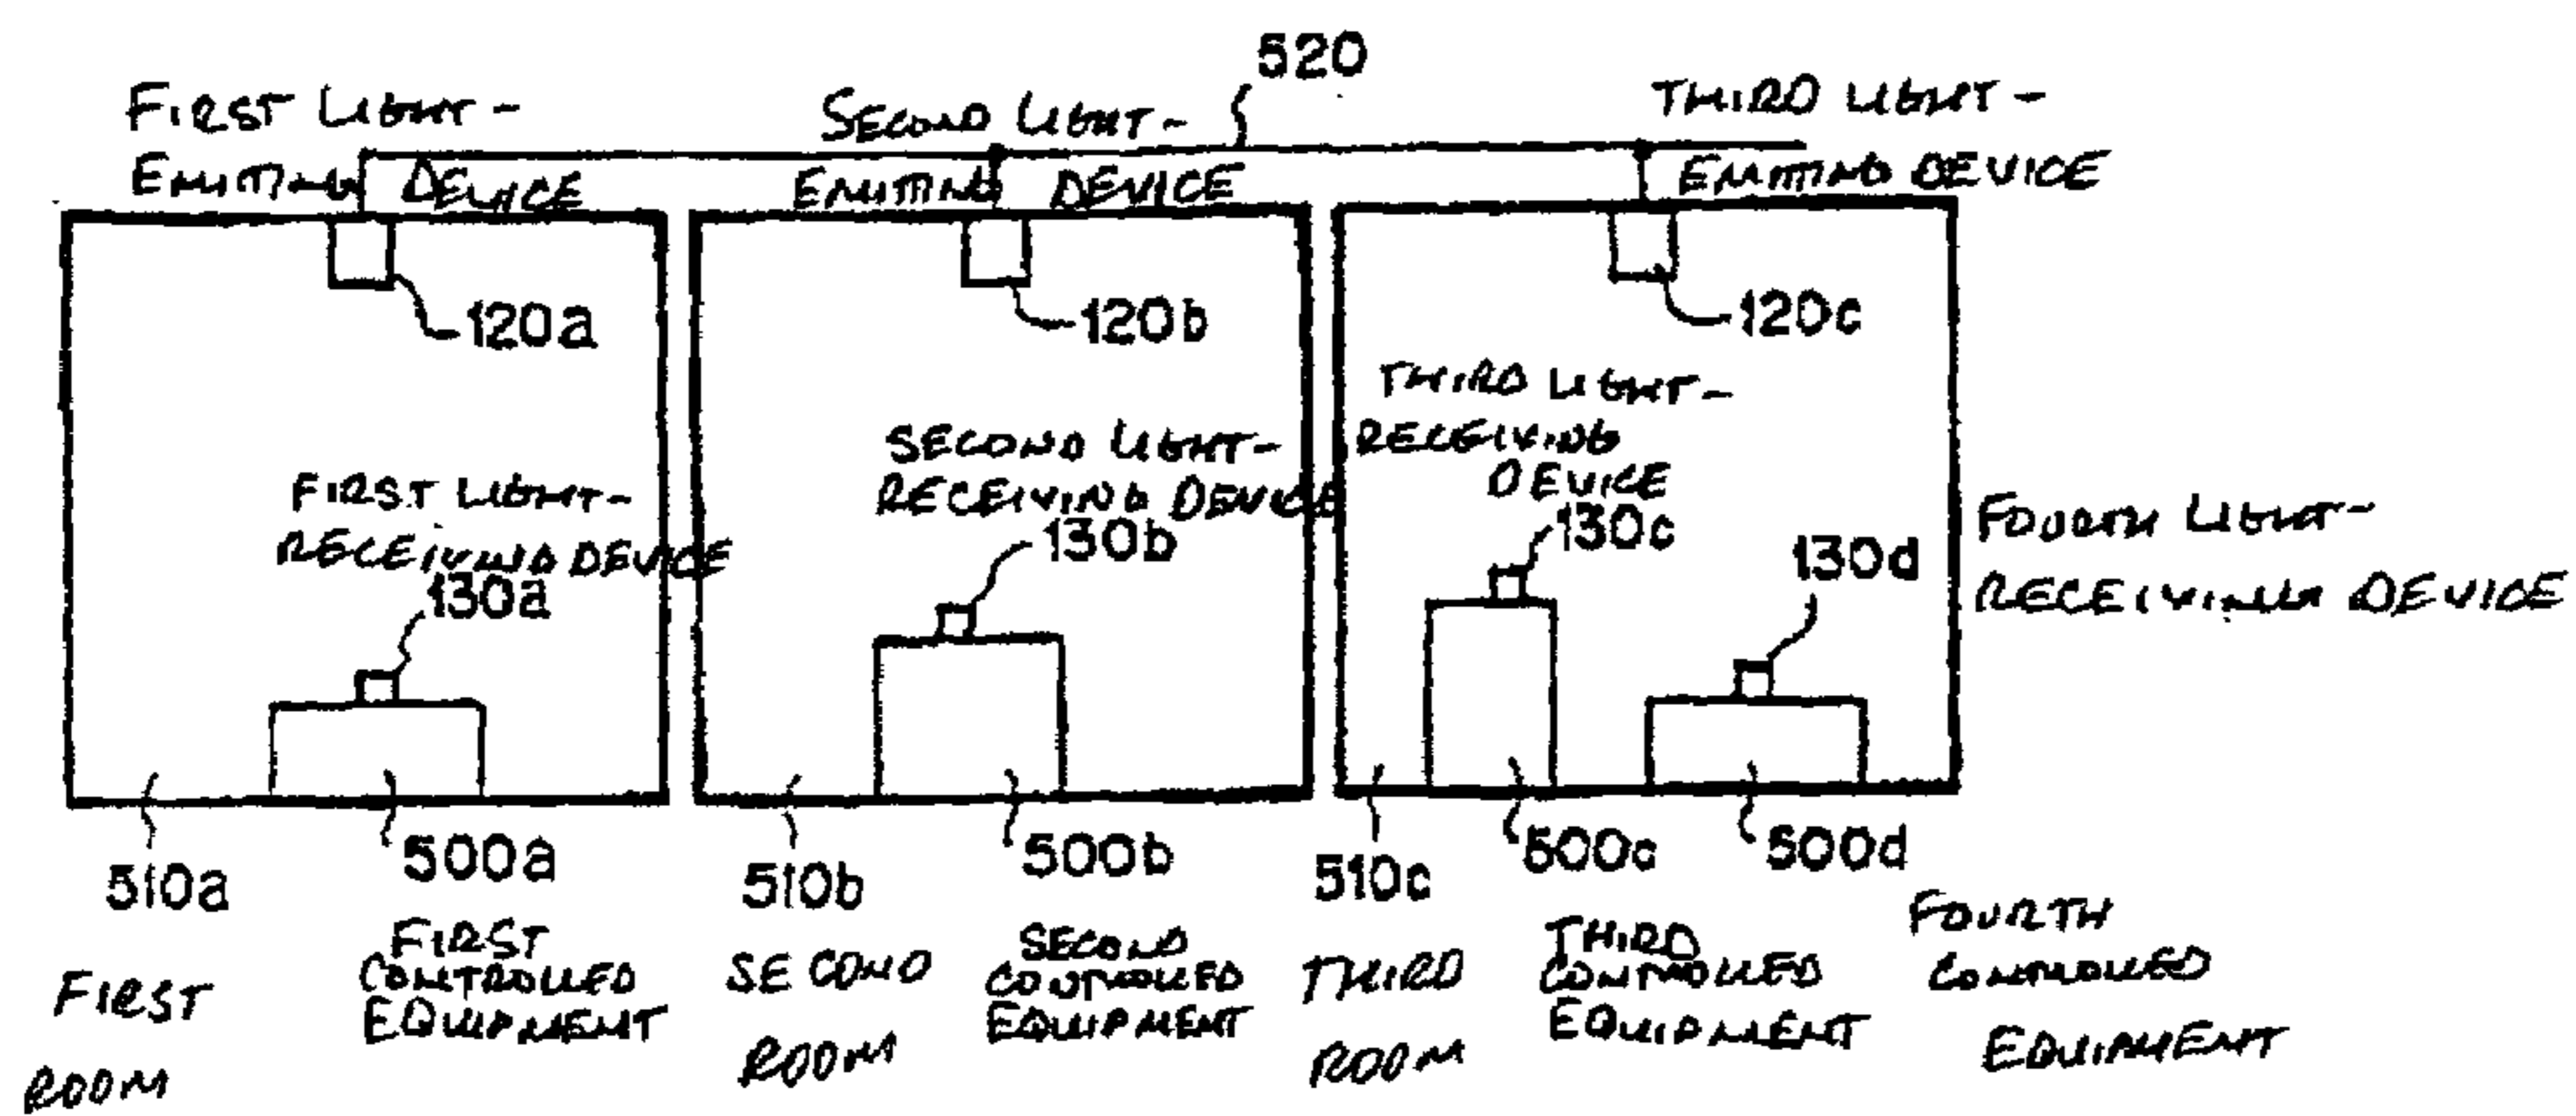 520
FIRST LIGHT-
EMITTING DEVICE
SECOND LIGHT-
EMITTING DEVICE
THIRD LIGHT-
EMITTING DEVICE
120a
120b
120c
FIRST LIGHT-
RECEIVING DEVICE
130a
SECOND LIGHT-
RECEIVING DEVICE
130b
THIRD LIGHT-
RECEIVING
DEVICE
130c
130d
FOURTH LIGHT-
RECEIVING DEVICE
510a
500a
510b
500b
510c
500c
500d
FIRST
ROOM
FIRST
CONTROLLED
EQUIPMENT
SECOND
ROOM
SECOND
CONTROLLED
EQUIPMENT
THIRD
ROOM
THIRD
CONTROLLED
EQUIPMENT
FOURTH
CONTROLLED
EQUIPMENT